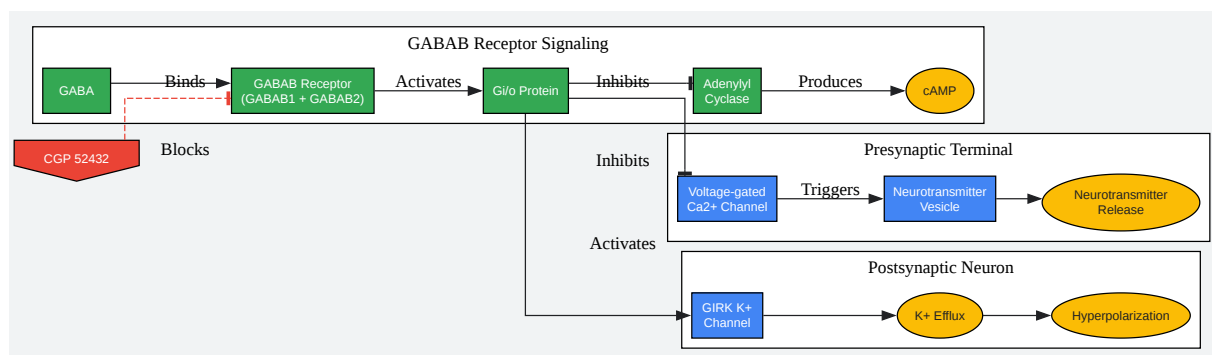 GABAB Receptor Signaling
GABA
Binds
GABAB Receptor
(GABAB1 + GABAB2)
Activates
Gi/o Protein
Inhibits
Adenylyl
Cyclase
Produces
cAMP
CGP 52432
Blocks
Inhibits
Presynaptic Terminal
Voltage-gated
Ca2+ Channel
Triggers
Neurotransmitter
Vesicle
Neurotransmitter
Release
Activates
Postsynaptic Neuron
GIRK K+
Channel
K+ Efflux
Hyperpolarization